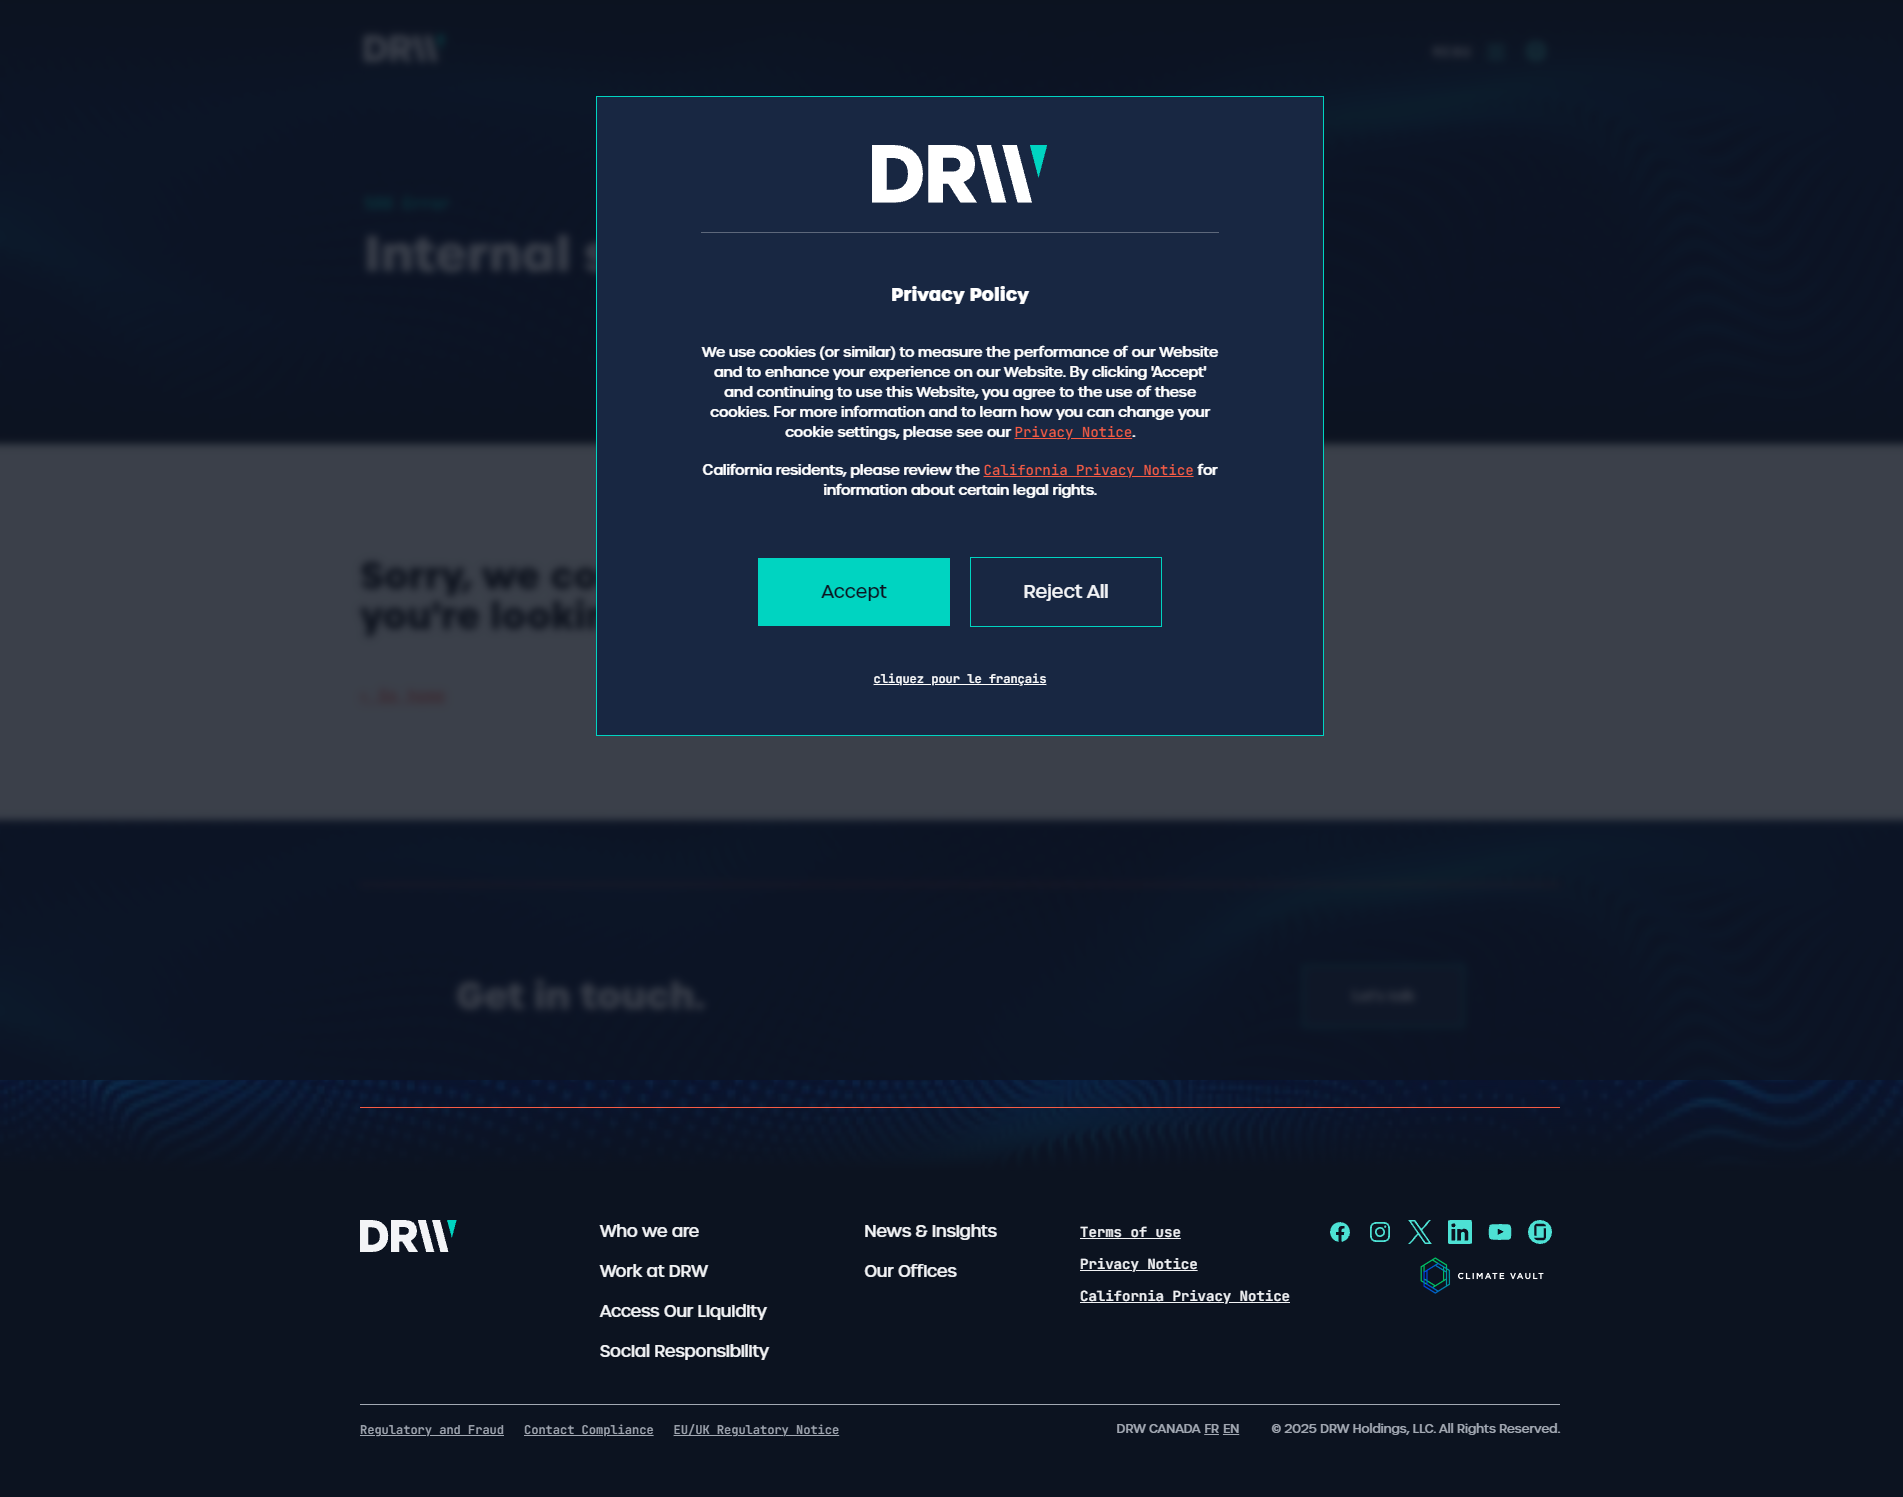 DRW
Internal s
DRW
Privacy Policy
We use cookies (or similar) to measure the performance of our Website
and to enhance your experience on our Website. By clicking 'Accept'
and continuing to use this Website, you agree to the use of these
cookies. For more information and to learn how you can change your
cookie settings, please see our Privacy Notice.
California residents, please review the California Privacy Notice for
information about certain legal rights.
Accept
Reject All
cliquez pour le français
Sorry, we co
you're lookin
Get in touch.
Let's talk
DRW
Who we are
Work at DRW
Access Our Liquidity
Social Responsibility
News & Insights
Our Offices
Terms of use
Privacy Notice
California Privacy Notice
CLIMATE VAULT
Regulatory and Fraud Contact Compliance EU/UK Regulatory Notice
DRW CANADA FR EN © 2025 DRW Holdings, LLC. All Rights Reserved.